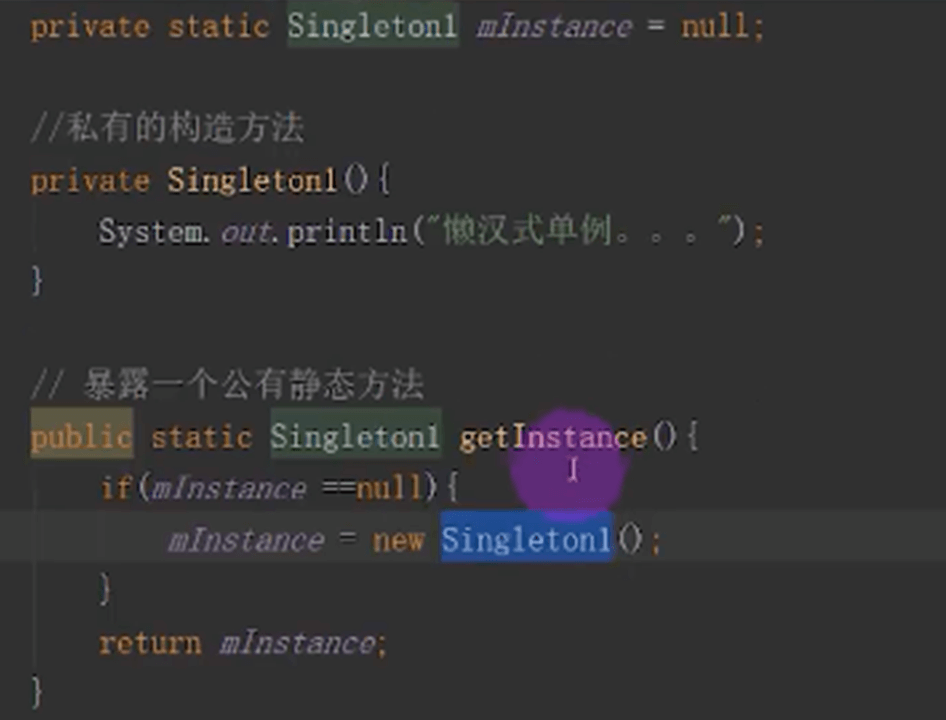 private static Singleton1 mInstance = null;
//私有的构造方法
private Singleton1(){
System.out.println("懒汉式单例。。。");
}
// 暴露一个公有静态方法
public static Singleton1 getInstance(){
if(mInstance ==null){
mInstance = new Singleton1();
}
return mInstance;
}